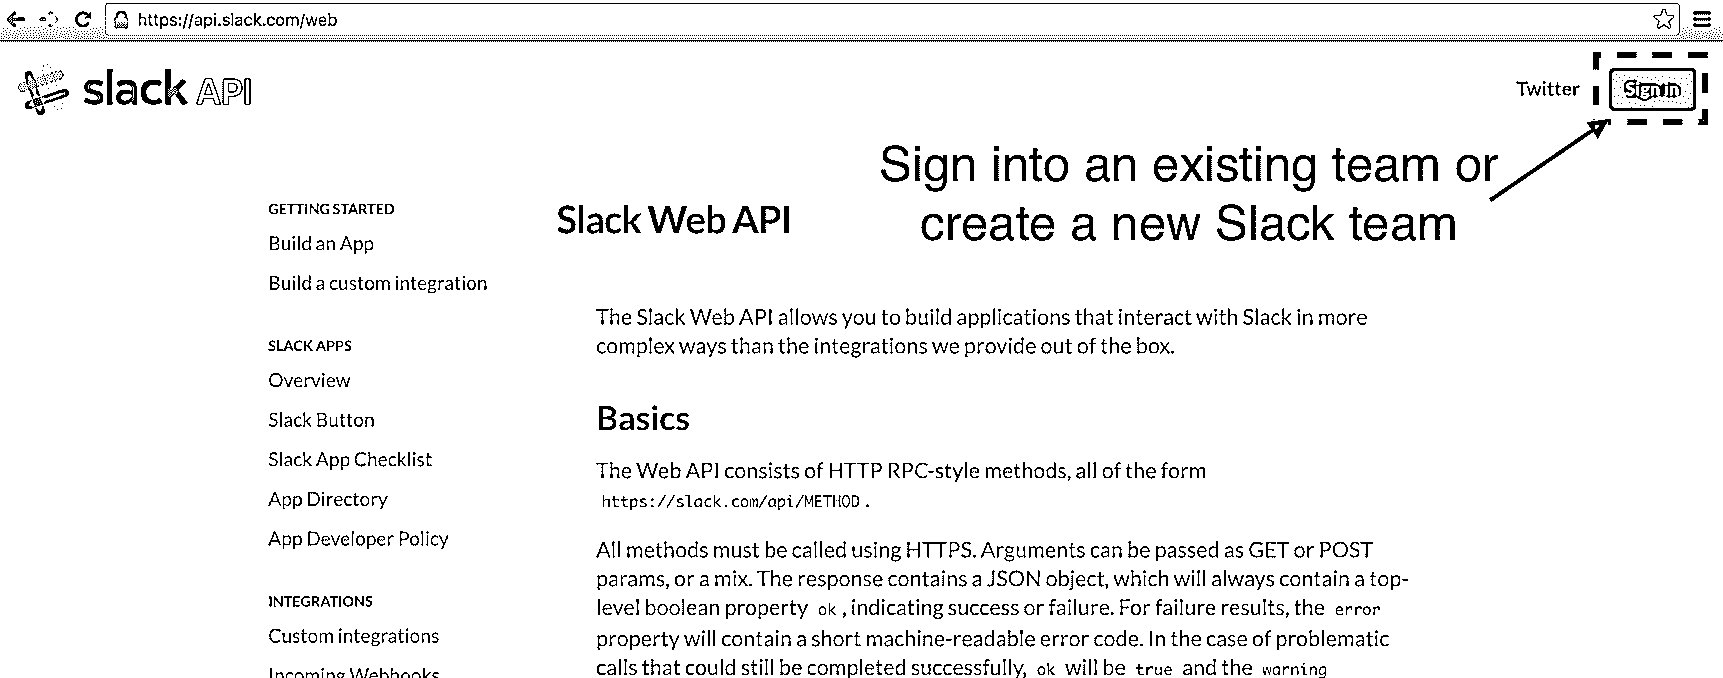 https://api.slack.com/web
slack API
Twitter
Sign in
Sign into an existing team or
create a new Slack team
GETTING STARTED
Build an App
Build a custom integration
SLACK APPS
Overview
Slack Button
Slack App Checklist
App Directory
App Developer Policy
INTEGRATIONS
Custom integrations
Incoming Webhooks
Slack Web API
The Slack Web API allows you to build applications that interact with Slack in more
complex ways than the integrations we provide out of the box.
Basics
The Web API consists of HTTP RPC-style methods, all of the form
https://slack.com/api/METHOD.
All methods must be called using HTTPS. Arguments can be passed as GET or POST
params, or a mix. The response contains a JSON object, which will always contain a top-
level boolean property ok, indicating success or failure. For failure results, the error
property will contain a short machine-readable error code. In the case of problematic
calls that could still be completed successfully, ok will be true and the warning